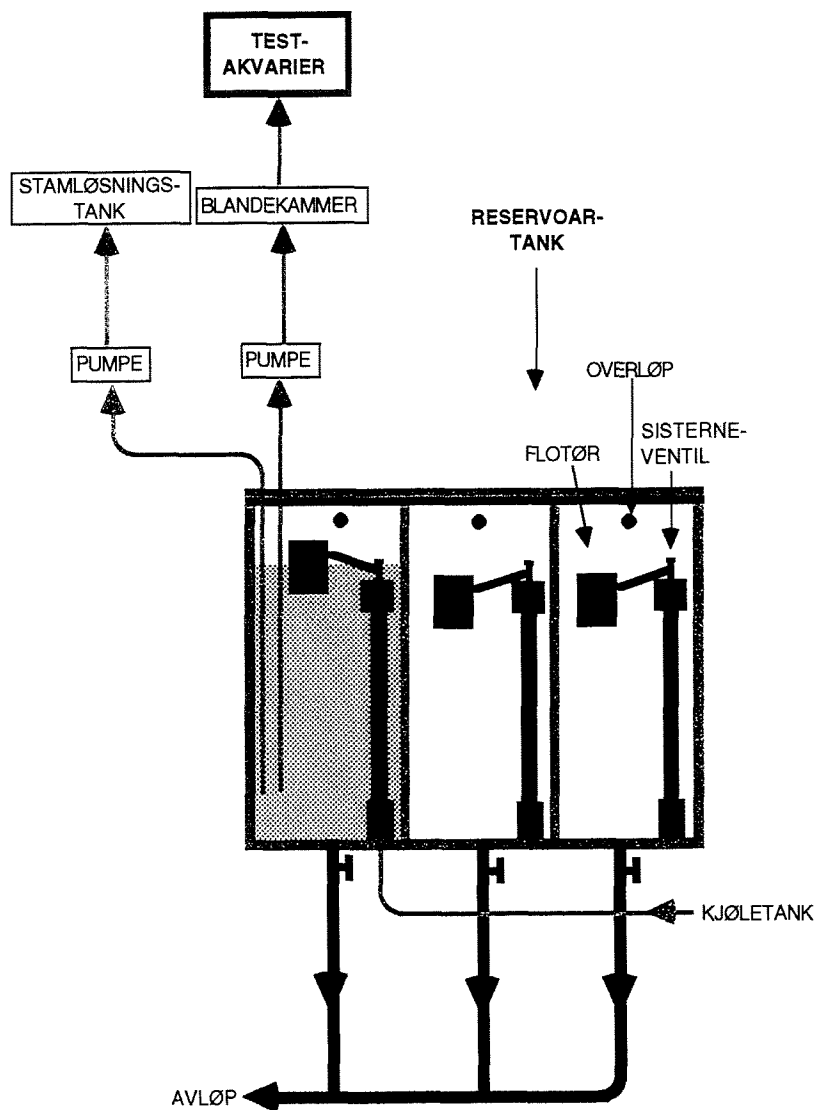 TEST-
AKVARIER
STAMLØSNINGS-
TANK
BLANDEKAMMER
RESERVOAR-
TANK
PUMPE
PUMPE
OVERLØP
SISTERNE-
VENTIL
FLOTØR
KJØLETANK
AVLØP